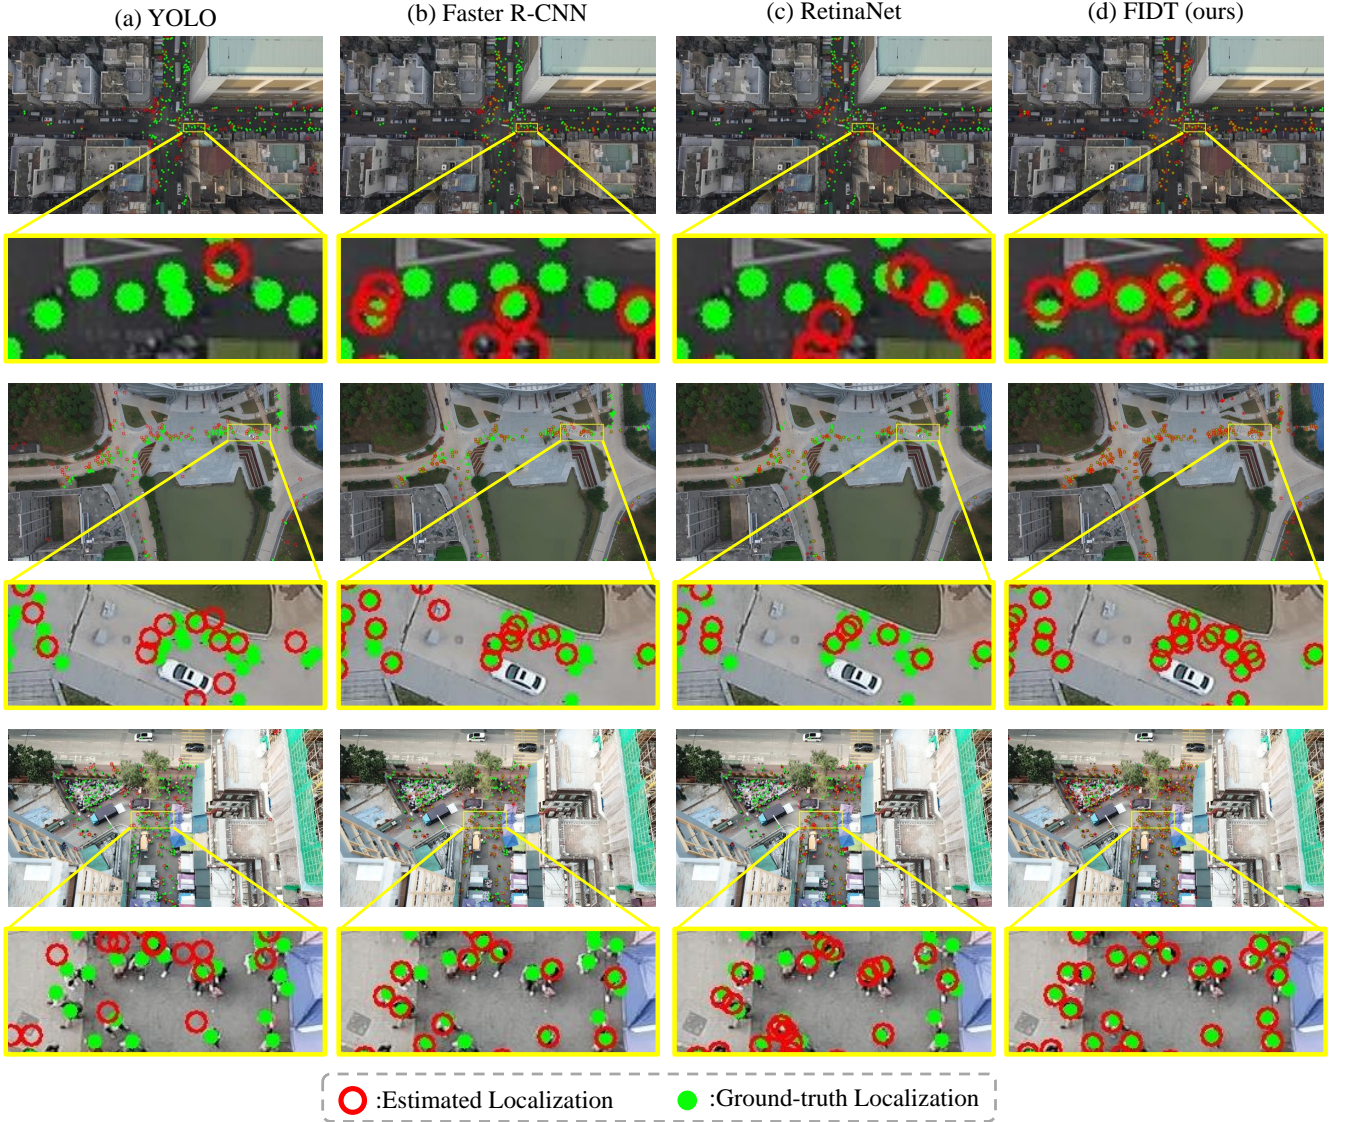 (a) YOLO
(b) Faster R-CNN
(c) RetinaNet
(d) FIDT (ours)
:Estimated Localization
:Ground-truth Localization